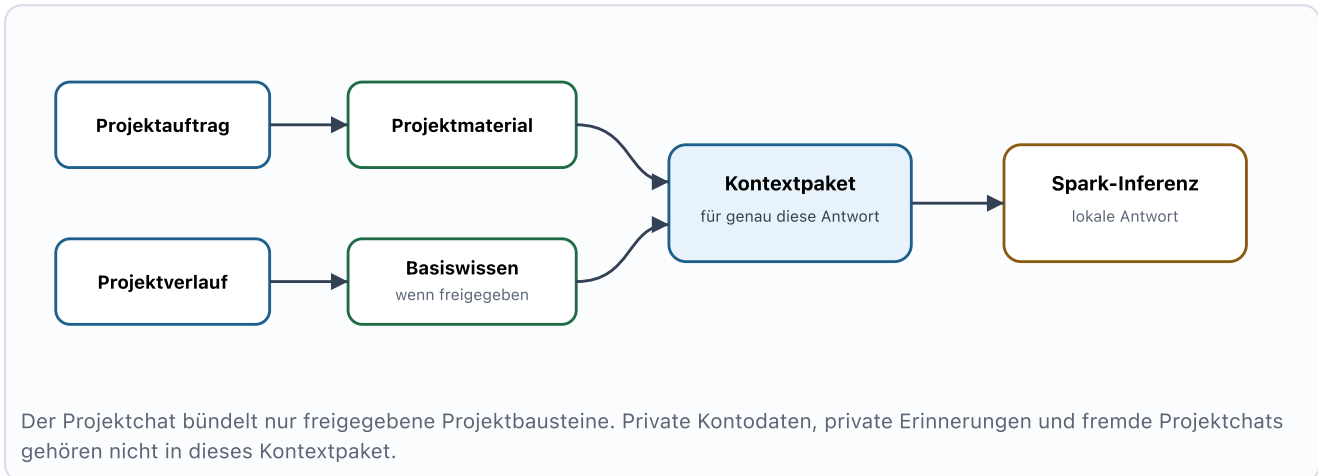 Projektauftrag
Projektmaterial
Kontextpaket
für genau diese Antwort
Spark-Inferenz
lokale Antwort
Projektverlauf
Basiswissen
wenn freigegeben
Der Projektchat bündelt nur freigegebene Projektbausteine. Private Kontodaten, private Erinnerungen und fremde Projektchats
gehören nicht in dieses Kontextpaket.